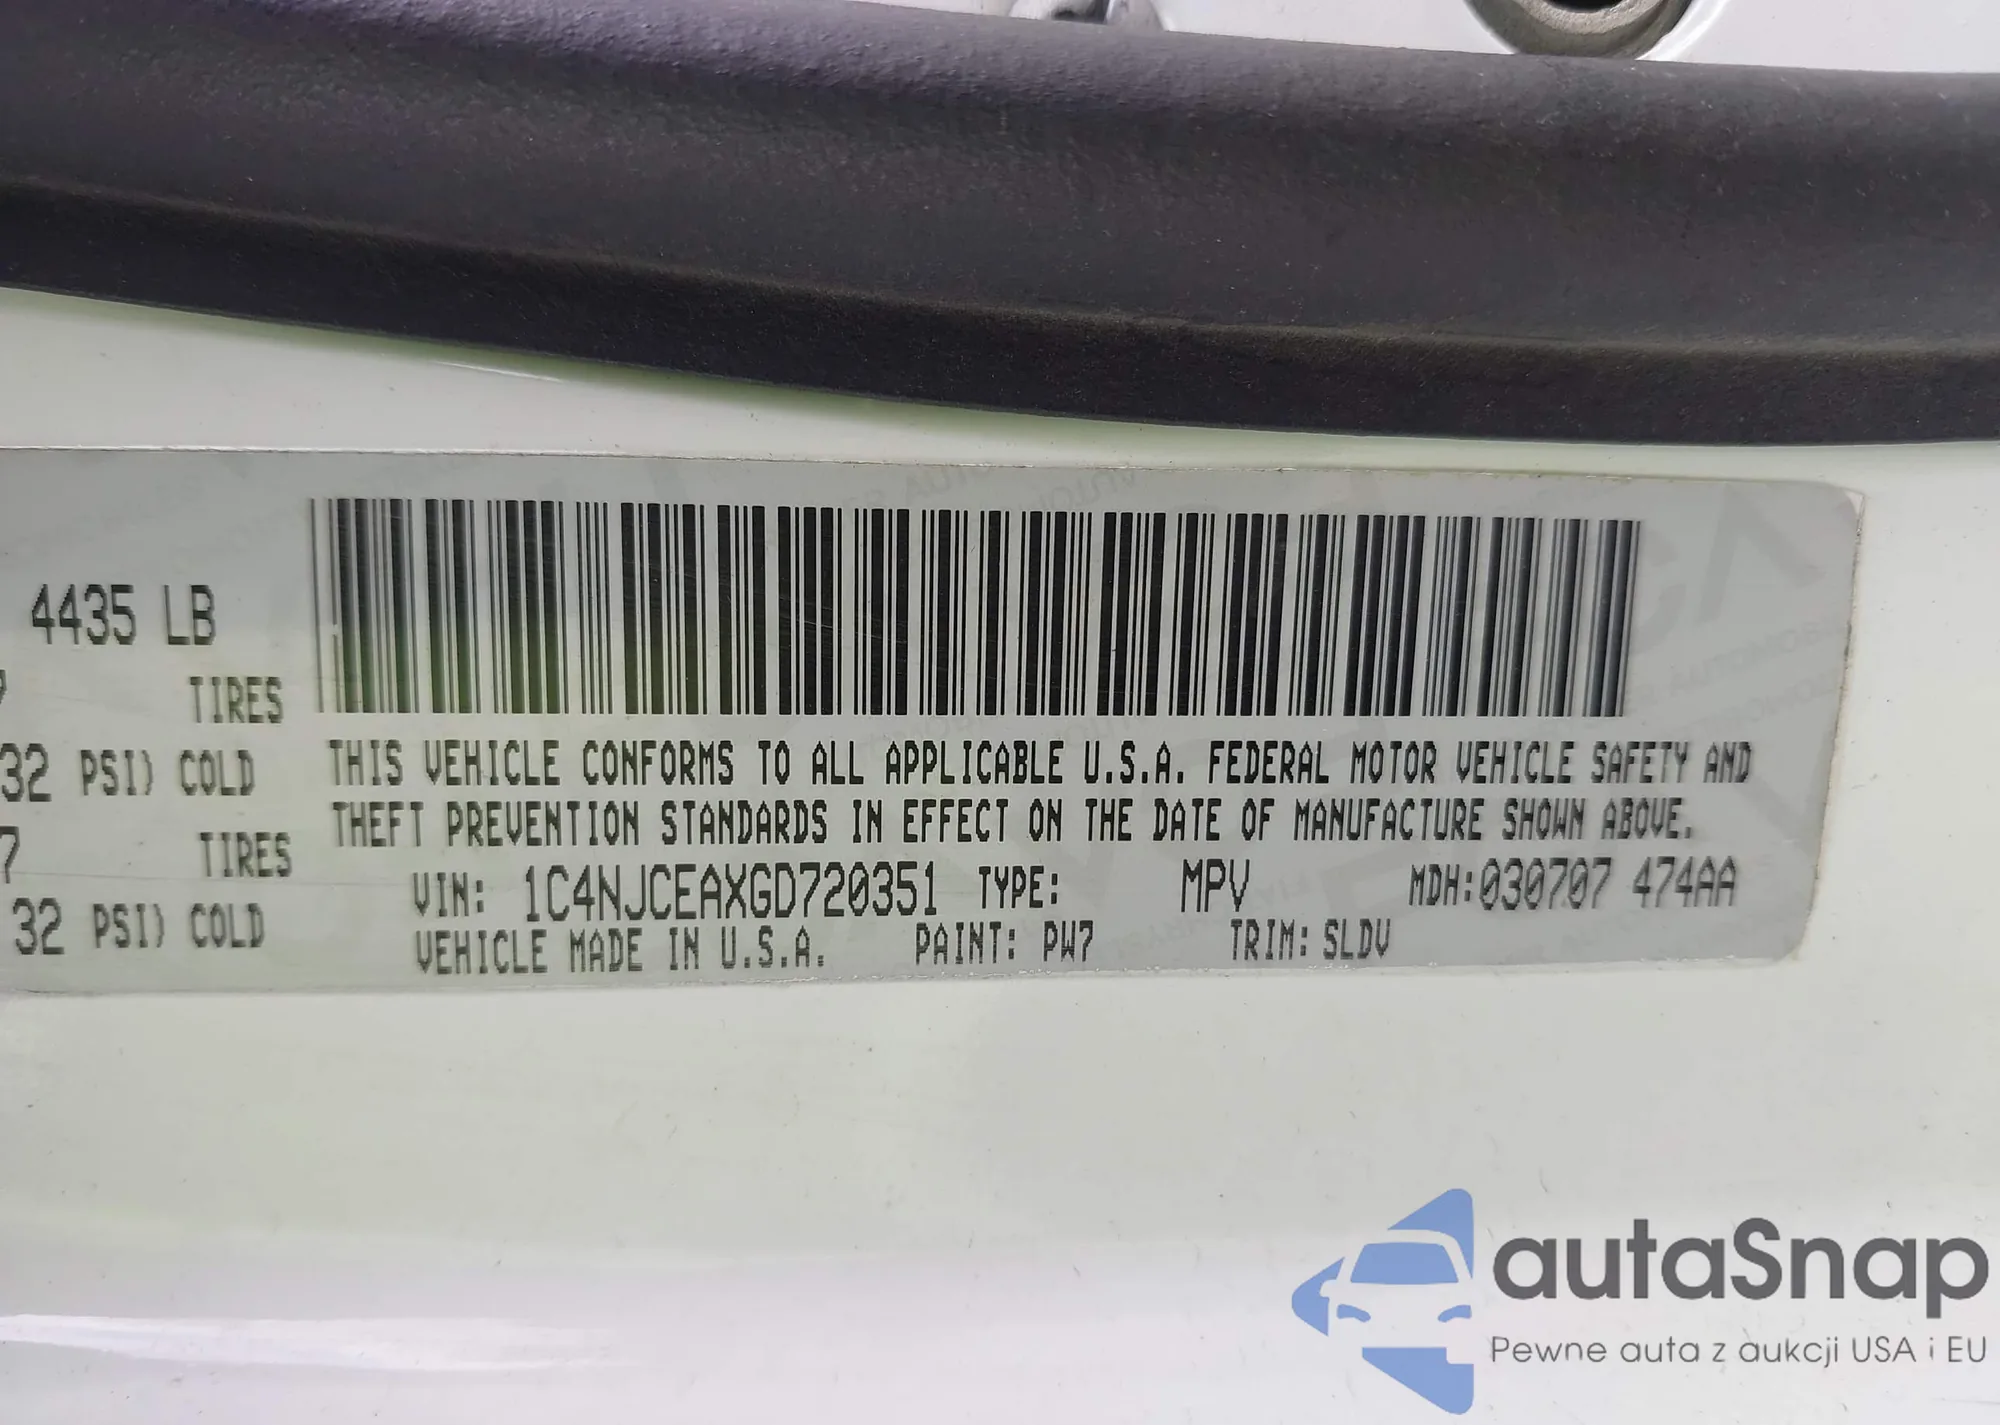 4435 LB
TIRES
32 PSI) COLD
7 TIRES
32 PSI) COLD
THIS VEHICLE CONFORMS TO ALL APPLICABLE U.S.A. FEDERAL MOTOR VEHICLE SAFETY AND
THEFT PREVENTION STANDARDS IN EFFECT ON THE DATE OF MANUFACTURE SHOWN ABOVE.
VIN: 1C4NJCEAXGD720351 TYPE: MPV MDH:030707 474AA
VEHICLE MADE IN U.S.A. PAINT: PW7 TRIM: SLDV
autaSnap
Pewne auta z aukcji USA i EU